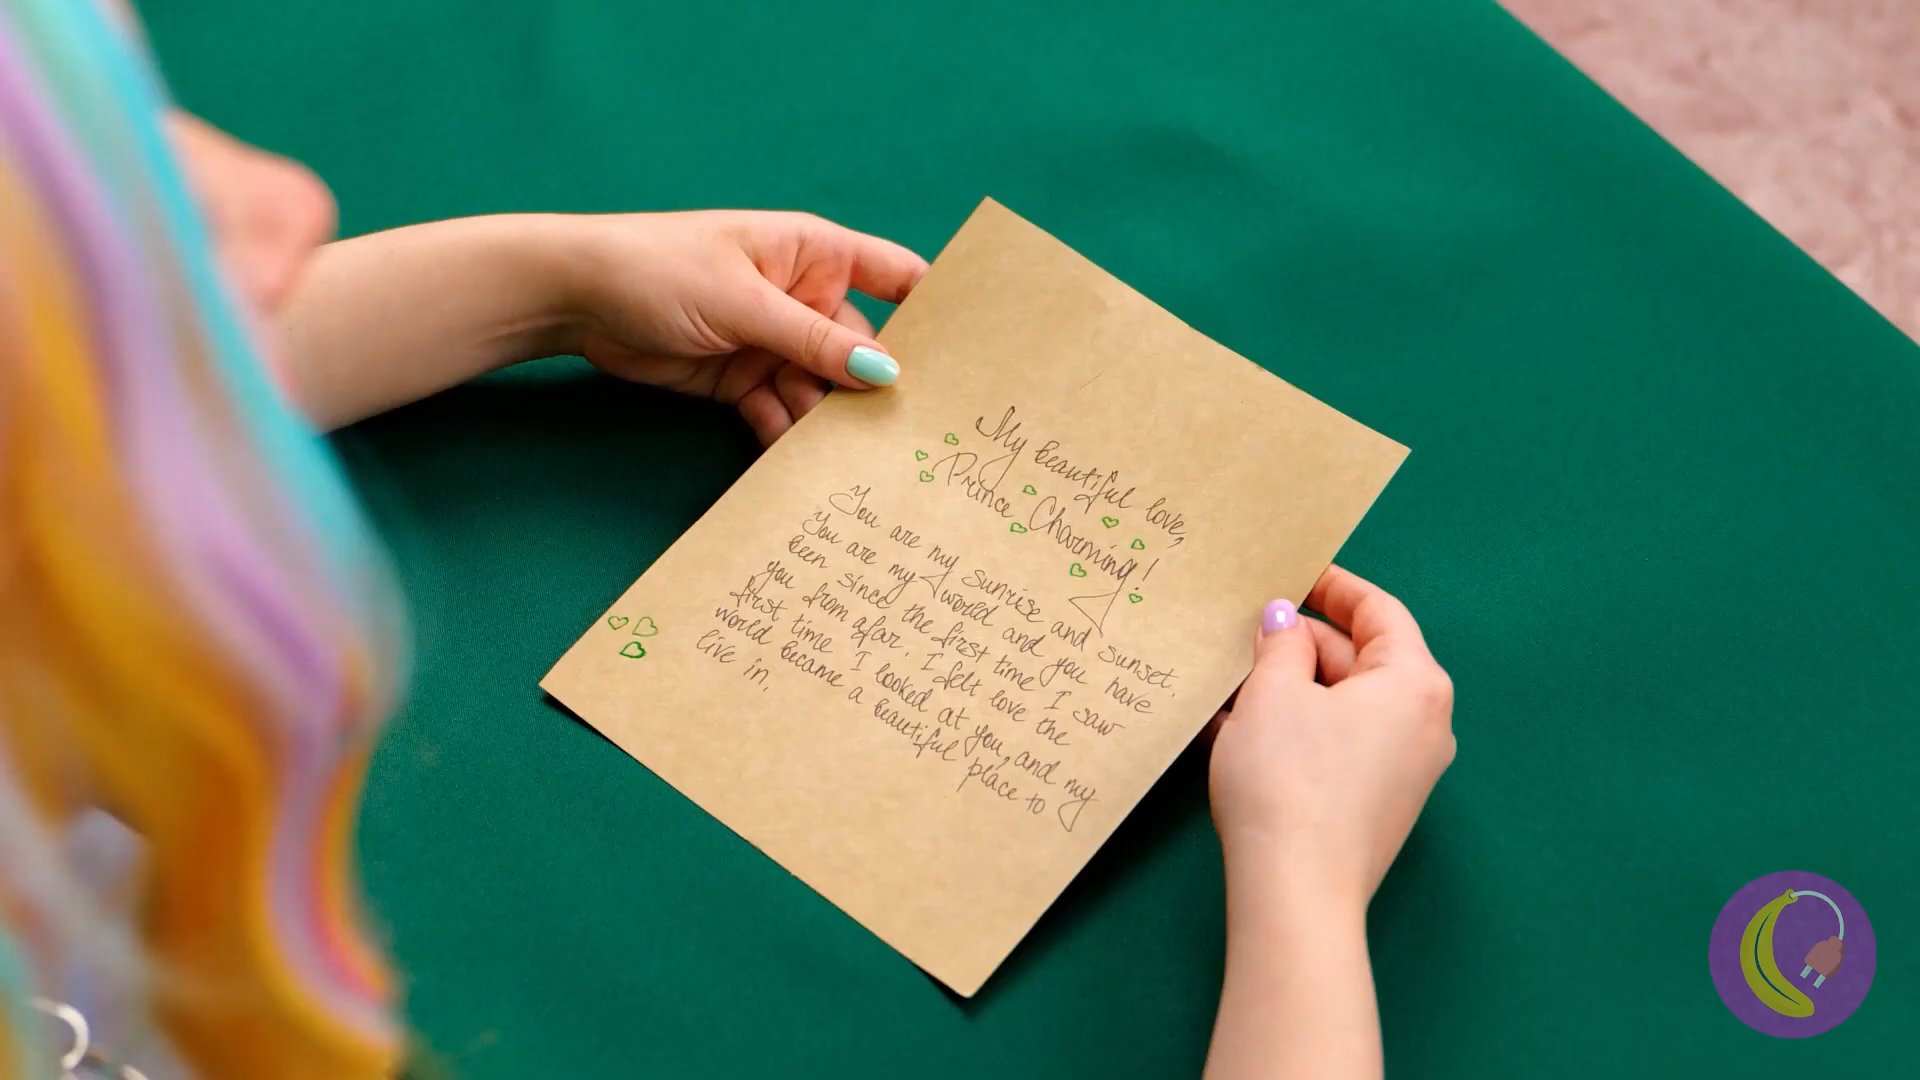 My beautiful love,
Prince Charming!
You are my sunrise and sunset.
You are my world and you have
been since the first time I saw
you from afar. I felt love the
first time I looked at you, and my
world became a beautiful place to
live in.